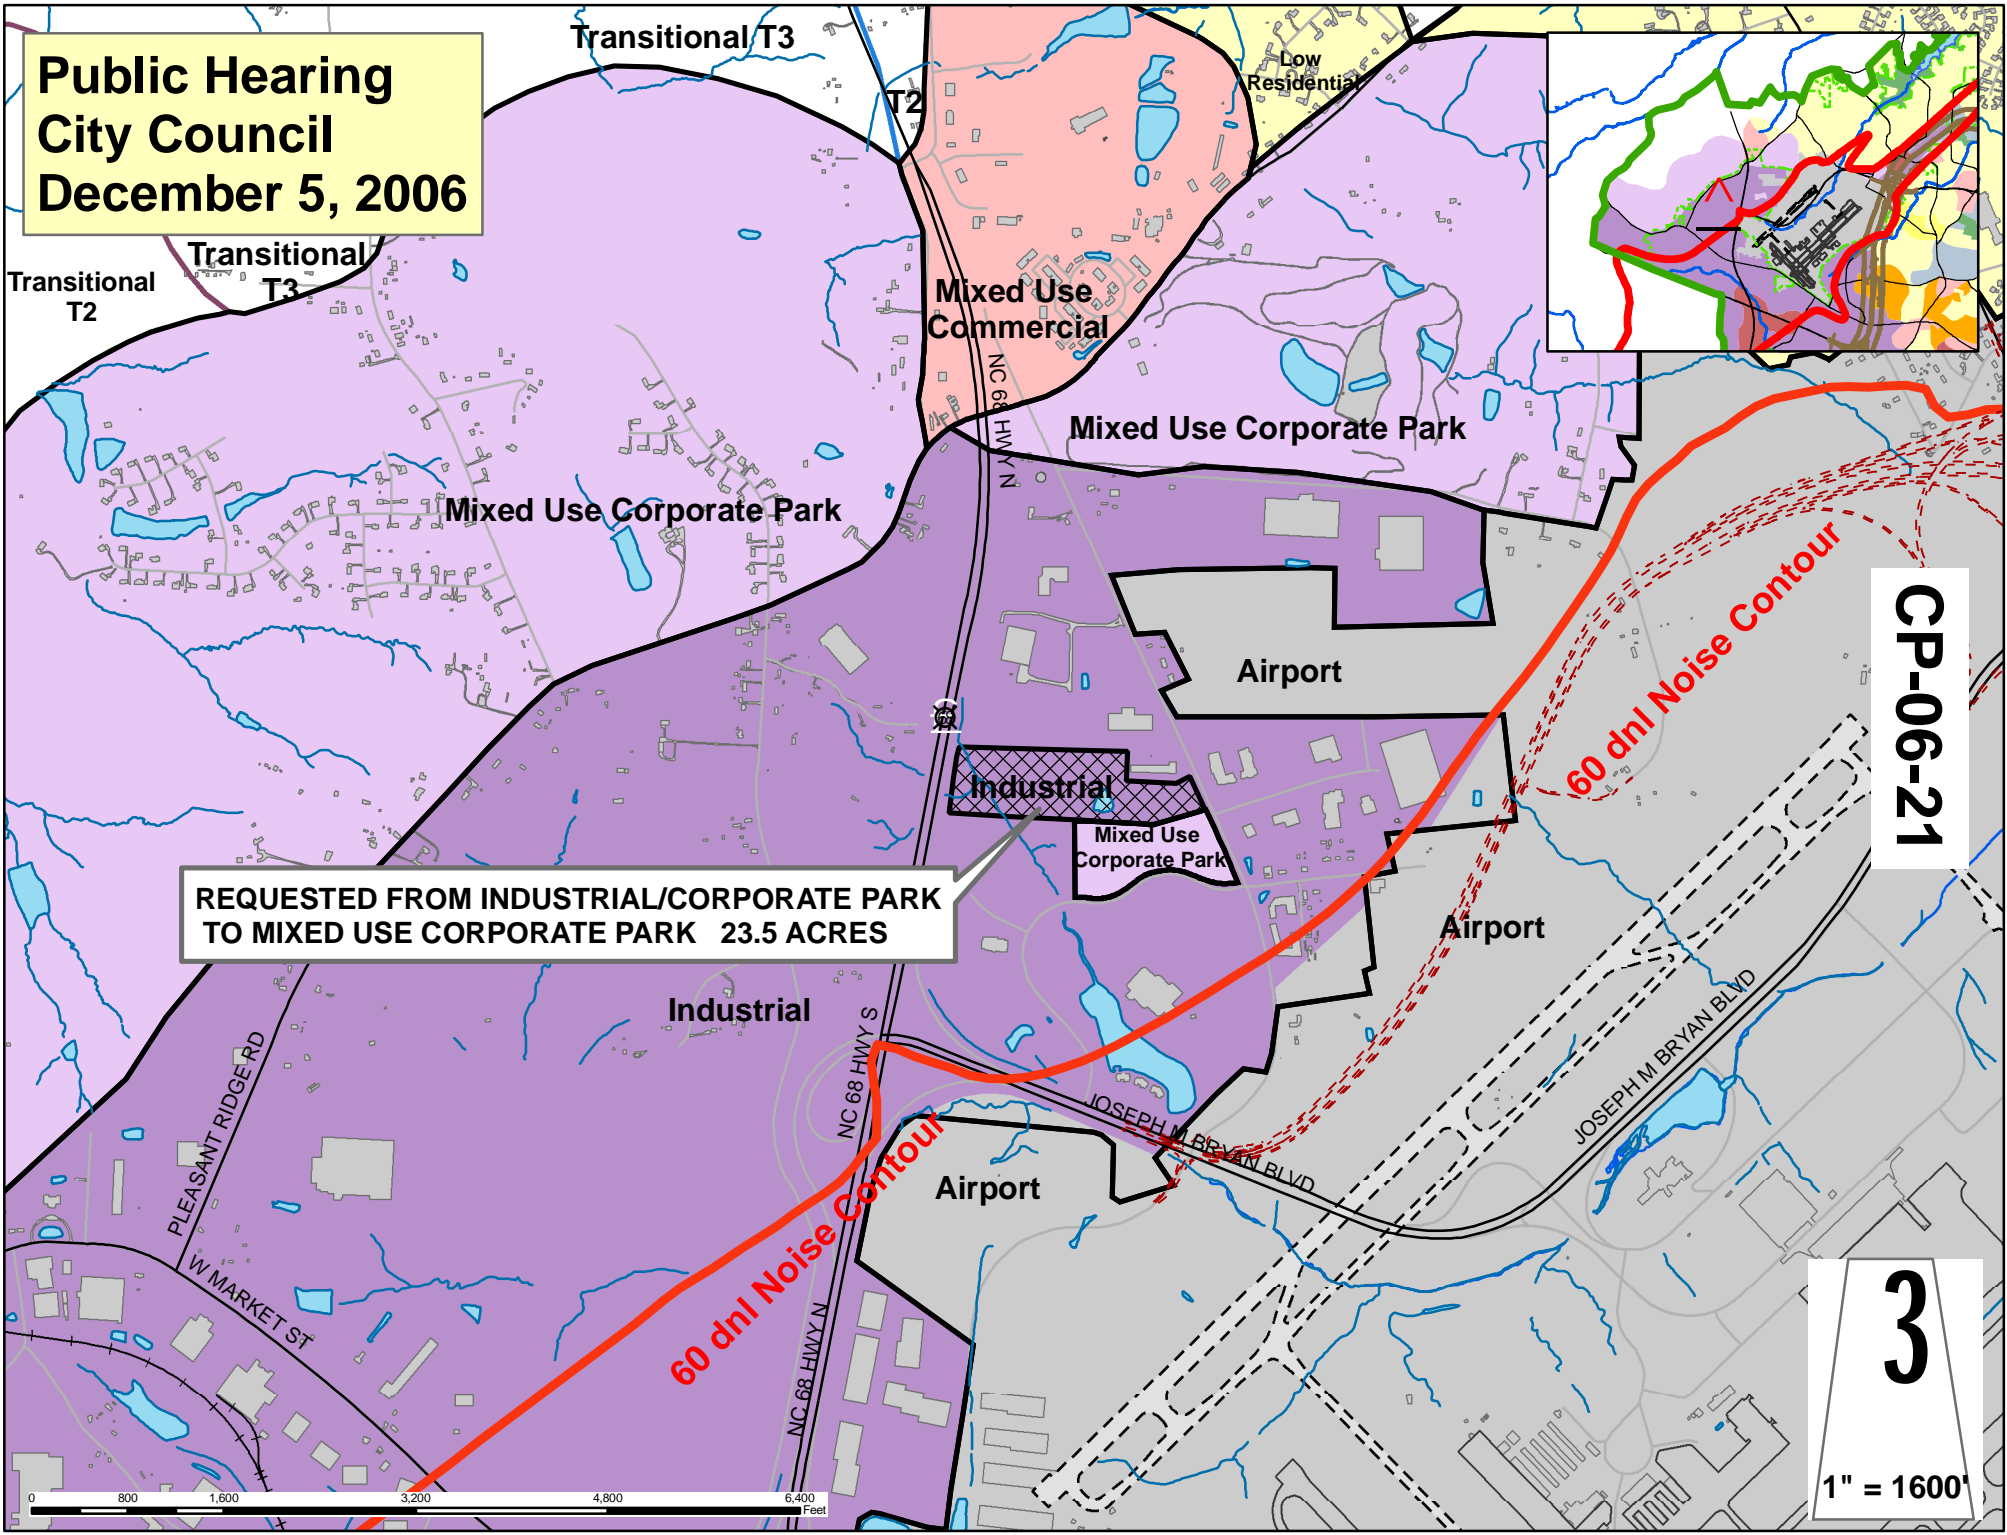 Public Hearing
City Council
December 5, 2006
Transitional T3
T2
Low
Residential
Transitional
T3
Transitional
T2
Mixed Use
Commercial
NC 68 HWY N
Mixed Use Corporate Park
Mixed Use Corporate Park
60 dnl Noise Contour
CP-06-21
Airport
68
Industrial
Mixed Use
Corporate Park
REQUESTED FROM INDUSTRIAL/CORPORATE PARK
TO MIXED USE CORPORATE PARK 23.5 ACRES
Airport
Industrial
NC 68 HWY S
PLEASANT RIDGE RD
JOSEPH M BRYAN BLVD
JOSEPH M BRYAN BLVD
Airport
60 dnl Noise Contour
W MARKET ST
NC 68 HWY N
3
1" = 1600'
0 800 1,600 3,200 4,800 6,400
Feet